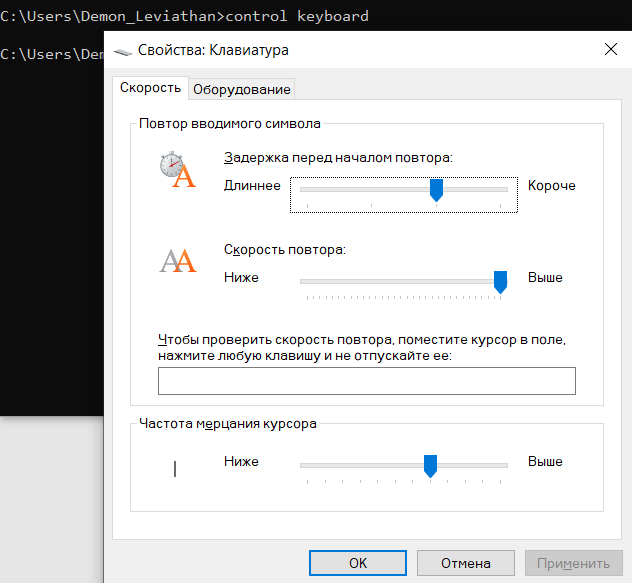 C:\Users\Demon_Leviathan>control keyboard
C:\Users\Dem
Свойства: Клавиатура
Скорость
Оборудование
Повтор вводимого символа
Задержка перед началом повтора:
Длиннее
Короче
Скорость повтора:
Ниже
Выше
Чтобы проверить скорость повтора, поместите курсор в поле,
нажмите любую клавишу и не отпускайте ее:
Частота мерцания курсора
Ниже
Выше
OK
Отмена
Применить